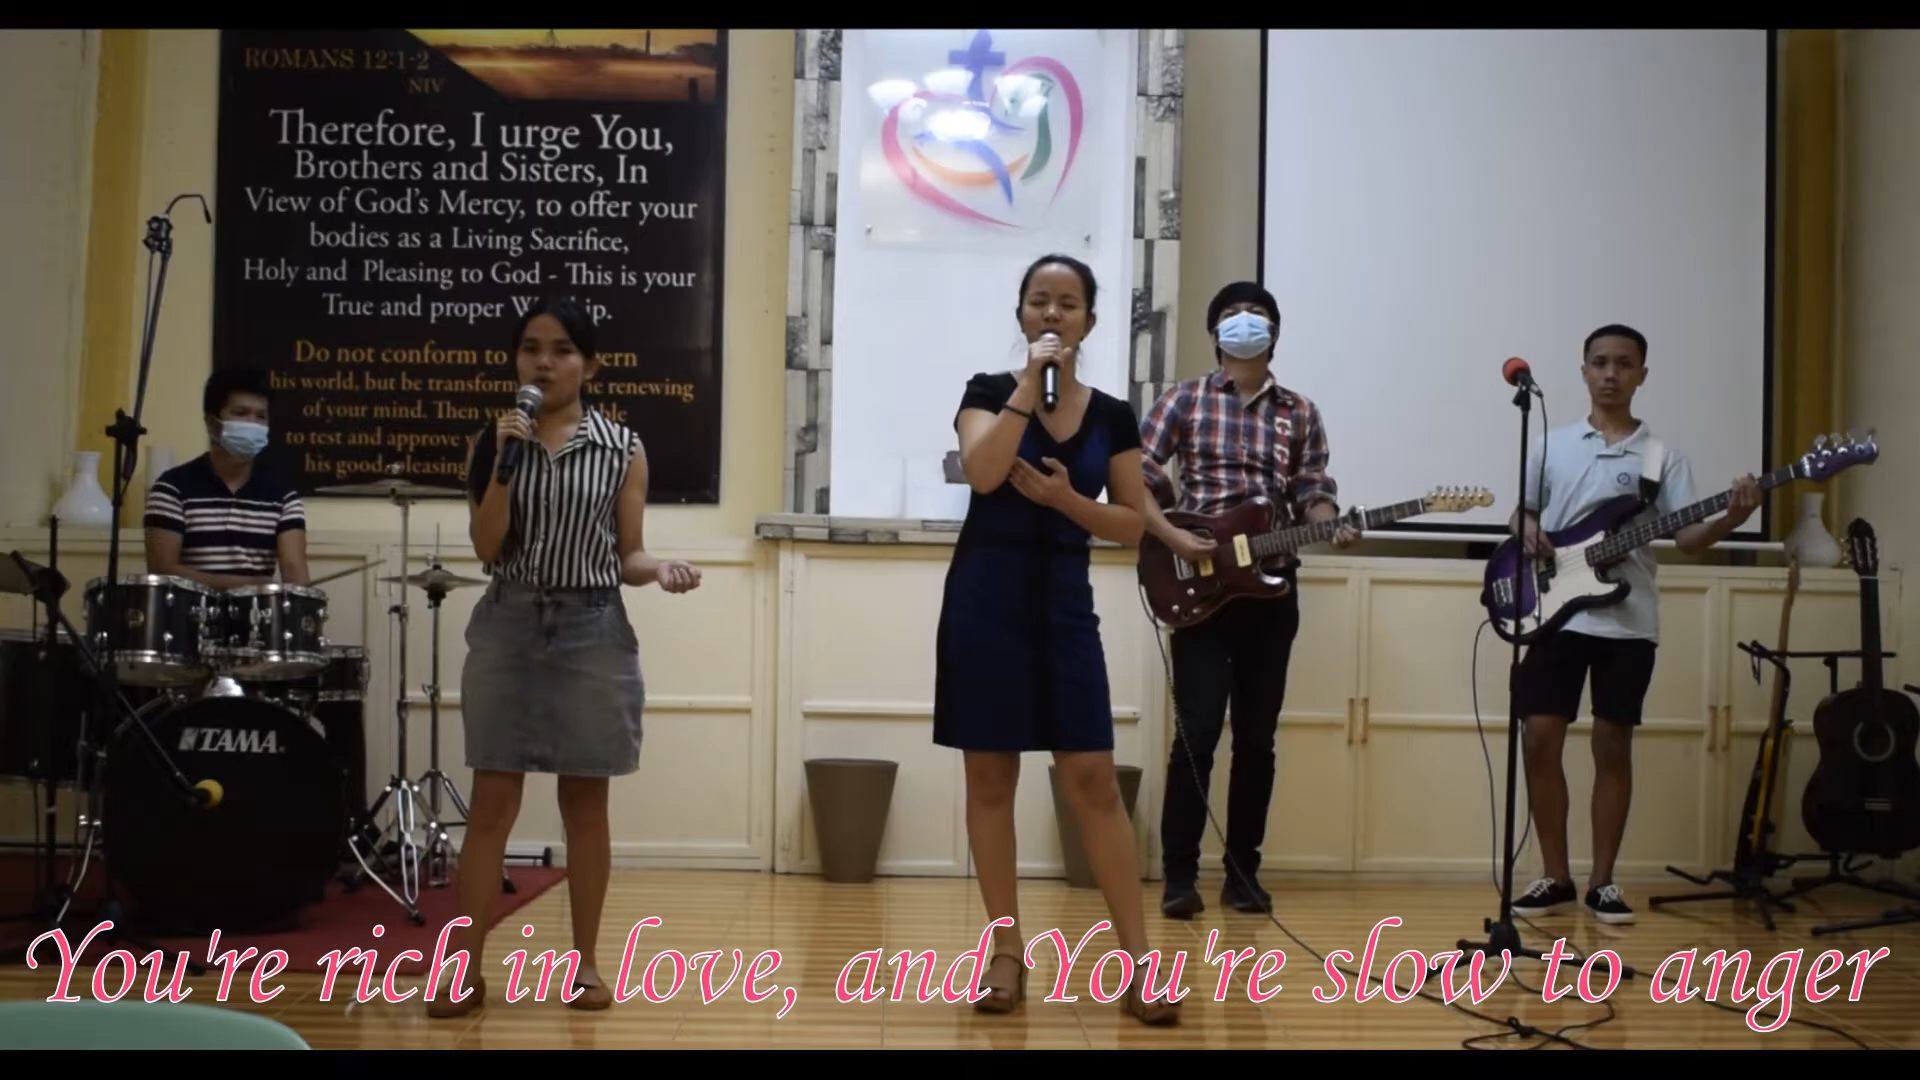 ROMANS 12:1-2
NIV
Therefore, I urge You,
Brothers and Sisters, In
View of God's Mercy, to offer your
bodies as a Living Sacrifice,
Holy and Pleasing to God - This is your
True and proper
Do not conform to
his world, but be transform renewing
of your mind. Then
to test and approve
his good, pleasing
TAMA
You're rich in love, and You're slow to anger